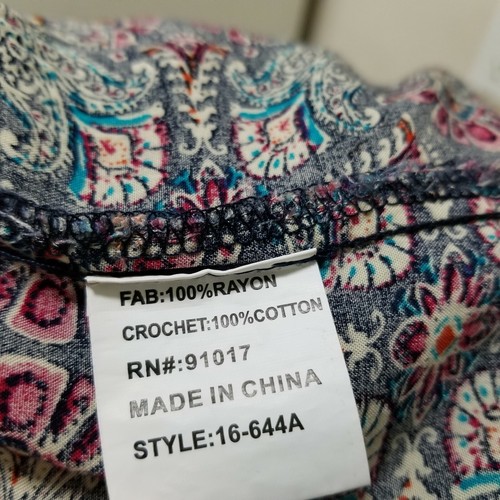 FAB:100%RAYON
CROCHET:100%COTTON
RN#:91017
MADE IN CHINA
STYLE:16-644A